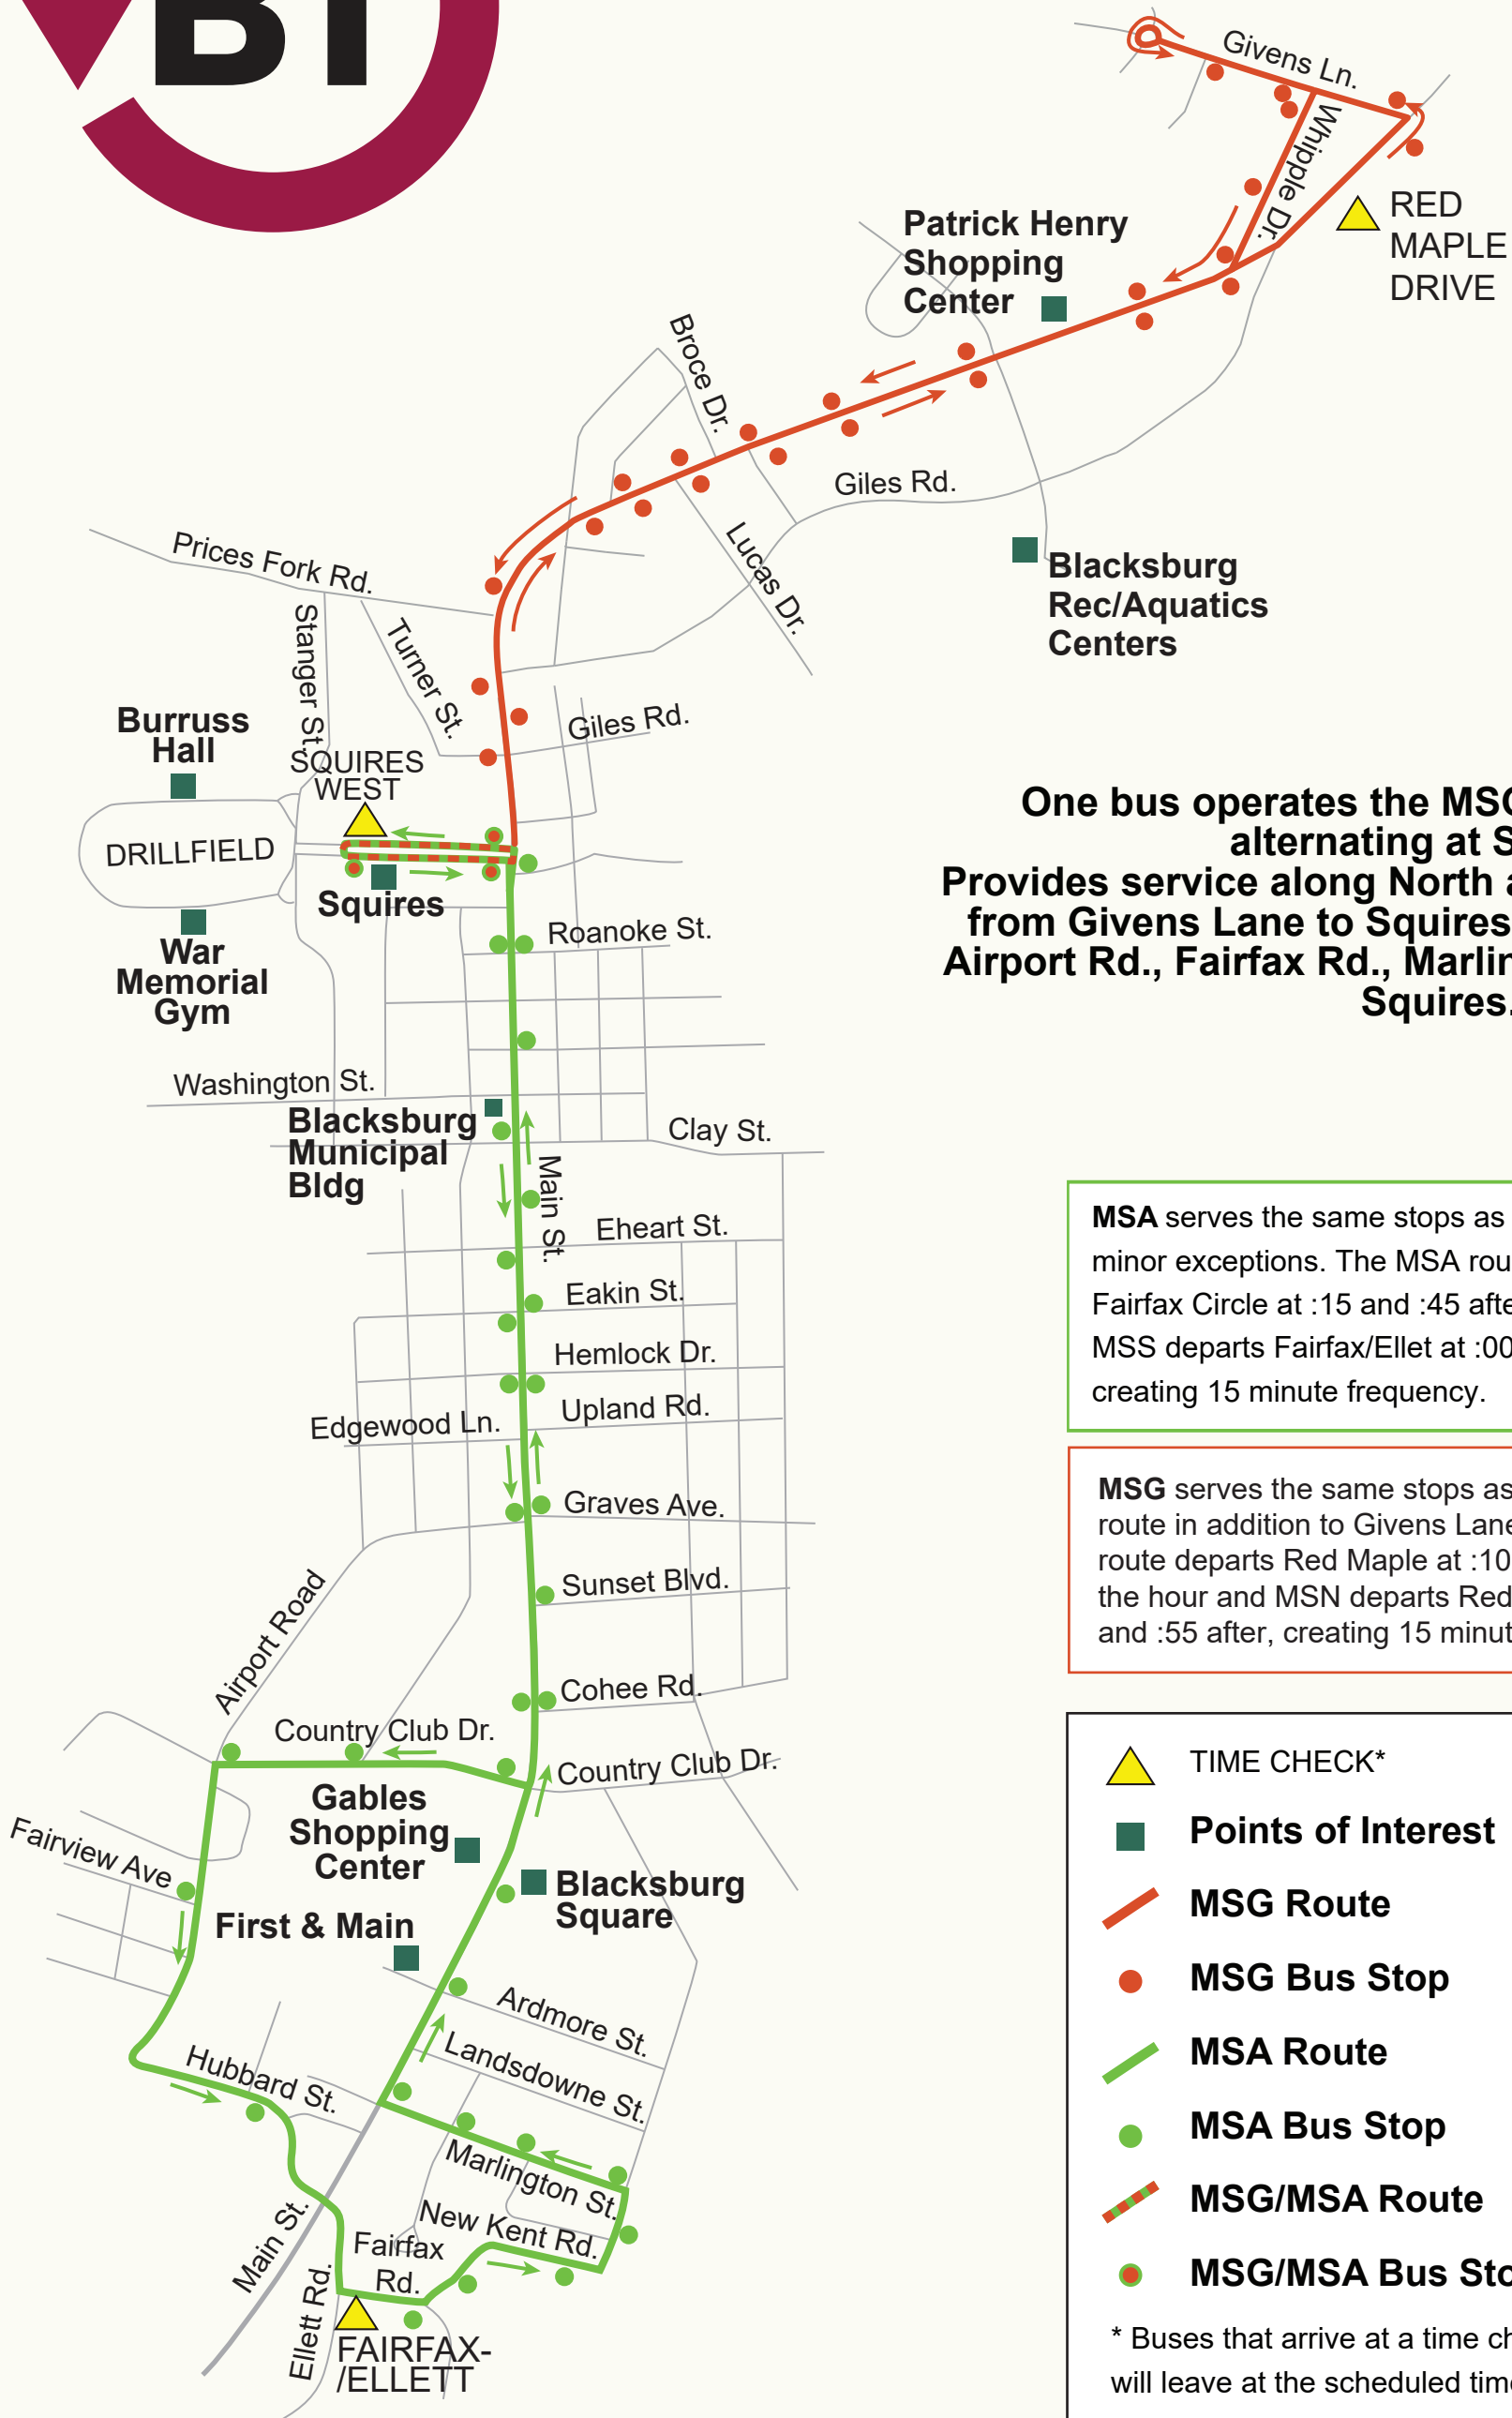 BT
Givens Ln.
Whipple Dr.
RED
MAPLE
DRIVE
Patrick Henry
Shopping
Center
Broce Dr.
Giles Rd.
Lucas Dr.
Prices Fork Rd.
Blacksburg
Rec/Aquatics
Centers
Stanger St.
Turner St.
Giles Rd.
Burruss
Hall
SQUIRES
WEST
DRILLFIELD
Squires
War
Memorial
Gym
One bus operates the MSG
alternating at S
Provides service along North a
from Givens Lane to Squires
Airport Rd., Fairfax Rd., Marlin
Squires.
Roanoke St.
Washington St.
Blacksburg
Municipal
Bldg
Clay St.
Main St.
Eheart St.
Eakin St.
Hemlock Dr.
Upland Rd.
Edgewood Ln.
Graves Ave.
Sunset Blvd.
Airport Road
Cohee Rd.
Country Club Dr.
Country Club Dr.
Gables
Shopping
Center
Fairview Ave
Blacksburg
Square
First & Main
Ardmore St.
Landsdowne St.
Hubbard St.
Marlington St.
New Kent Rd.
Main St.
Fairfax
Rd.
Ellett Rd.
FAIRFAX-
/ELLETT
MSA serves the same stops as
minor exceptions. The MSA rou
Fairfax Circle at :15 and :45 afte
MSS departs Fairfax/Ellet at :00
creating 15 minute frequency.
MSG serves the same stops as
route in addition to Givens Lane
route departs Red Maple at :10
the hour and MSN departs Red
and :55 after, creating 15 minut
TIME CHECK*
Points of Interest
MSG Route
MSG Bus Stop
MSA Route
MSA Bus Stop
MSG/MSA Route
MSG/MSA Bus Sto
* Buses that arrive at a time ch
will leave at the scheduled time